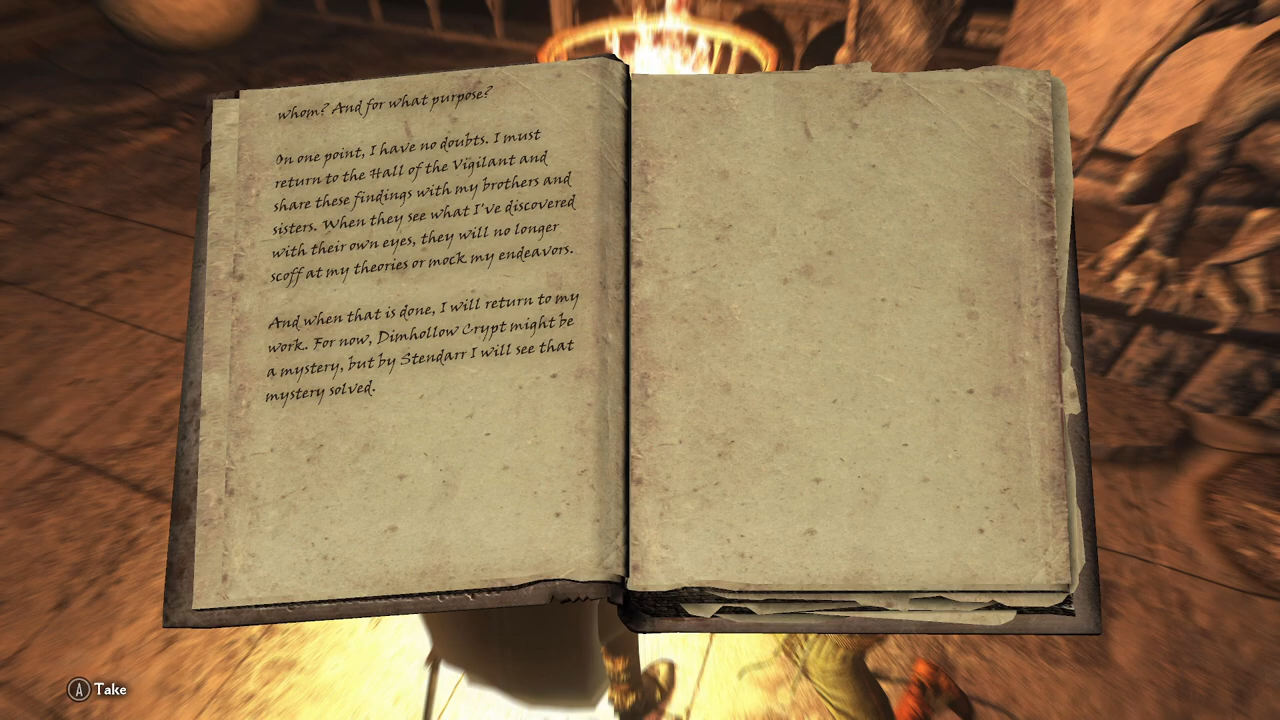 whom? And for what purpose?
On one point, I have no doubts. I must
return to the Hall of the Vigilant and
share these findings with my brothers and
sisters. When they see what I've discovered
with their own eyes, they will no longer
scoff at my theories or mock my endeavors.
And when that is done, I will return to my
work. For now, Dimhollow Crypt might be
a mystery, but by Stendarr I will see that
mystery solved.
A Take